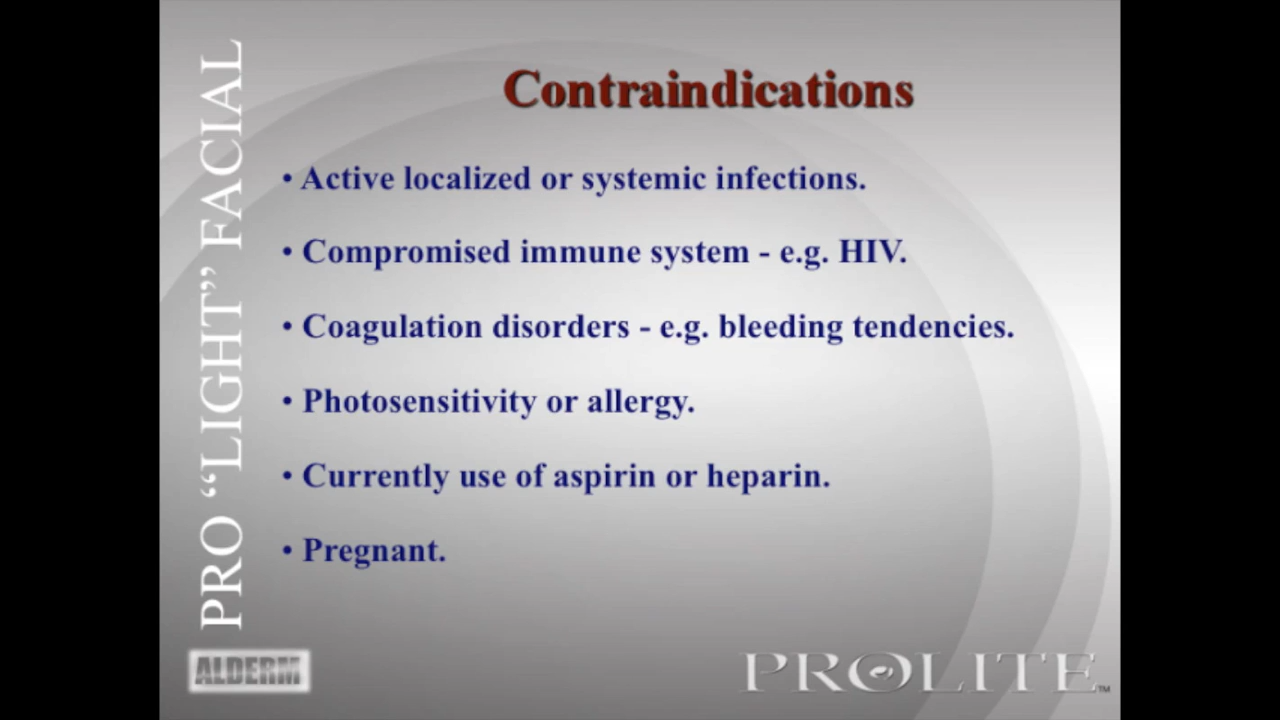 PRO “LIGHT” FACIAL
Contraindications
• Active localized or systemic infections.
• Compromised immune system - e.g. HIV.
• Coagulation disorders - e.g. bleeding tendencies.
• Photosensitivity or allergy.
• Currently use of aspirin or heparin.
• Pregnant.
ALDERM
PROLITE™